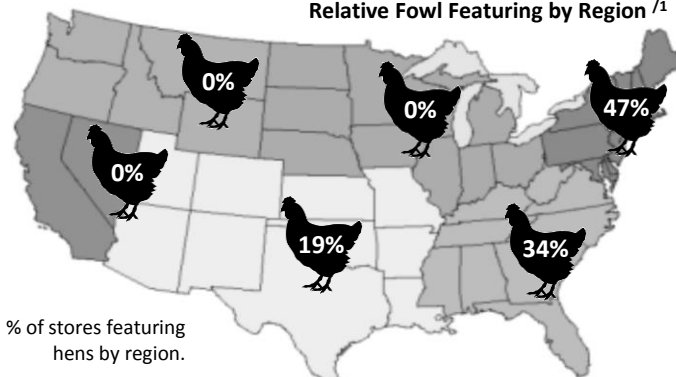 Relative Fowl Featuring by Region /1
0%
0%
47%
0%
19%
34%
% of stores featuring
hens by region.